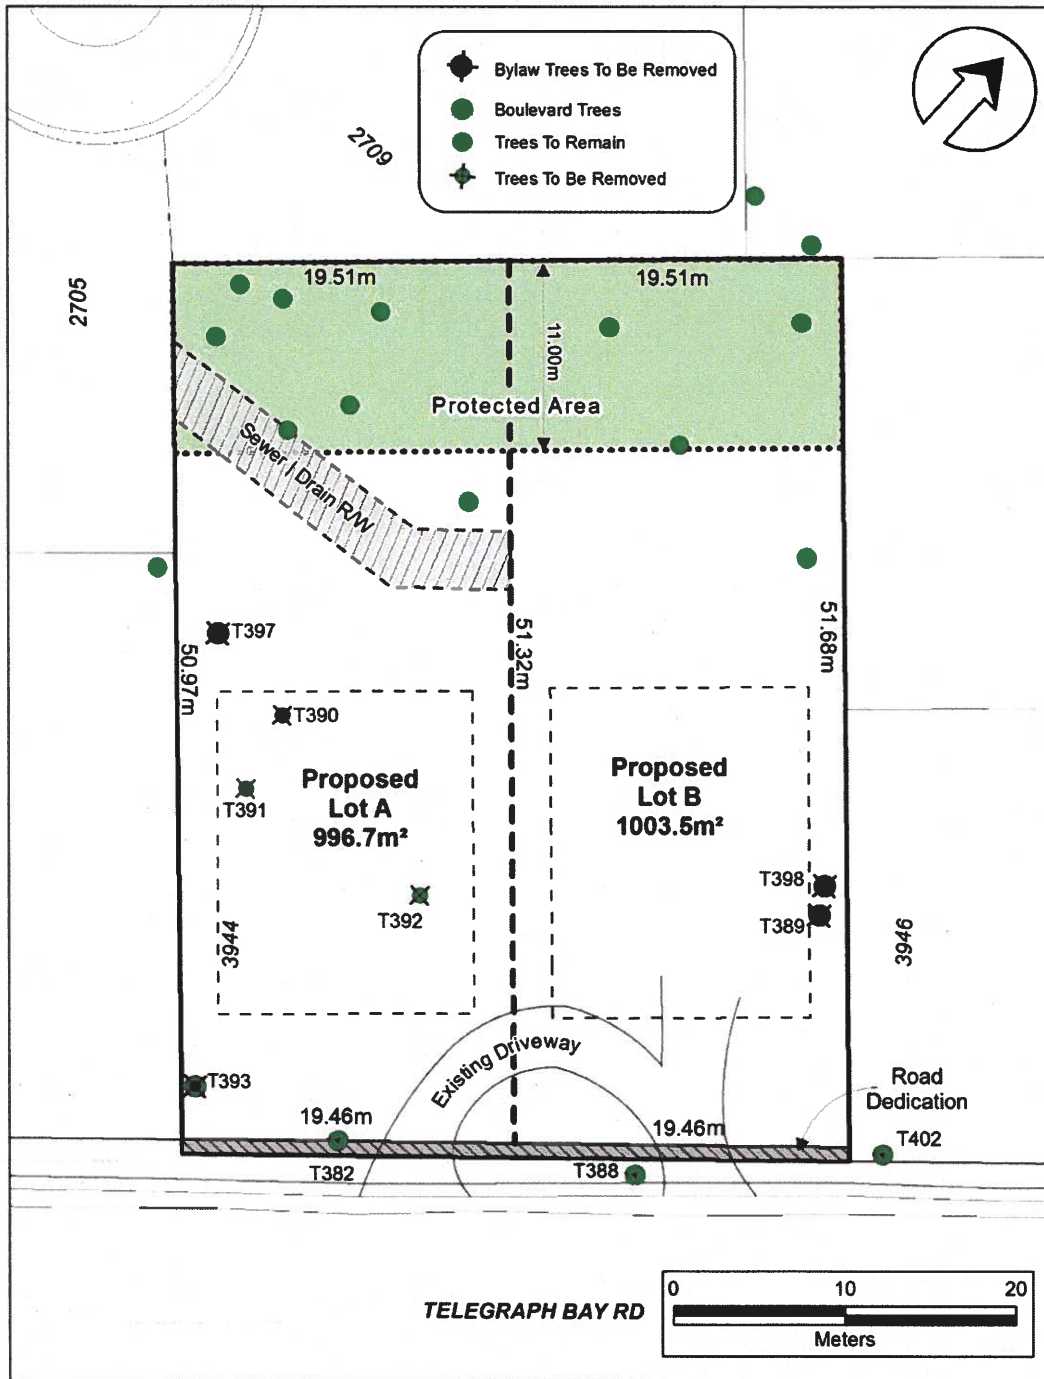 Bylaw Trees To Be Removed
Boulevard Trees
Trees To Remain
Trees To Be Removed
2709
2705
19.51m
19.51m
11.00m
Protected Area
Sewer / Drain R/W
T397
50.97m
51.32m
51.68m
T390
T391
Proposed
Lot A
996.7m²
Proposed
Lot B
1003.5m²
T392
T398
T389
3944
3946
Existing Driveway
T393
Road
Dedication
19.46m
19.46m
T402
T382
T388
TELEGRAPH BAY RD
0 10 20
Meters